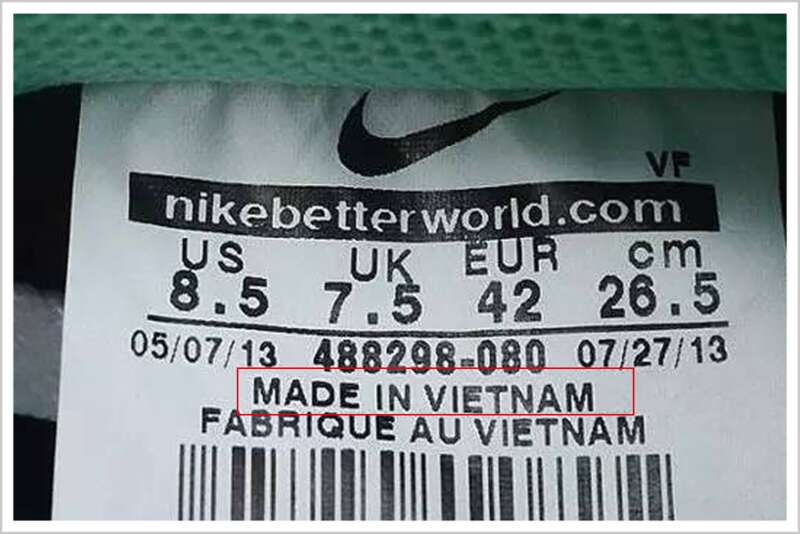 VF
nikebetterworld.com
US UK EUR cm
8.5 7.5 42 26.5
05/07/13 488298-080 07/27/13
MADE IN VIETNAM
FABRIQUE AU VIETNAM